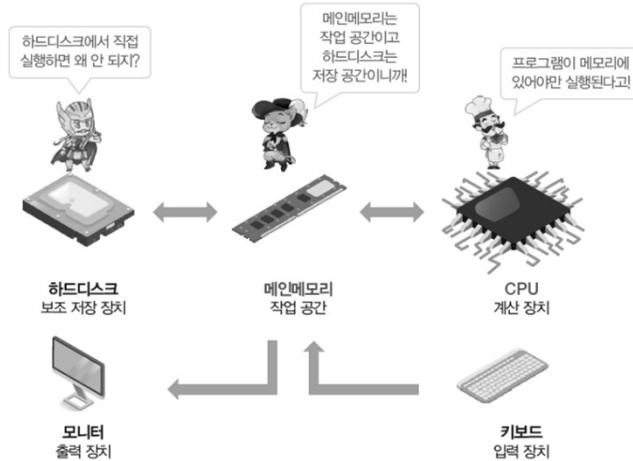 하드디스크에서 직접
실행하면 왜 안 되지?
메인메모리는
작업 공간이고
하드디스크는
저장 공간이니깨!
프로그램이 메모리에
있어야만 실행된다고!
하드디스크
보조 저장 장치
메인메모리
작업 공간
CPU
계산 장치
모니터
출력 장치
키보드
입력 장치